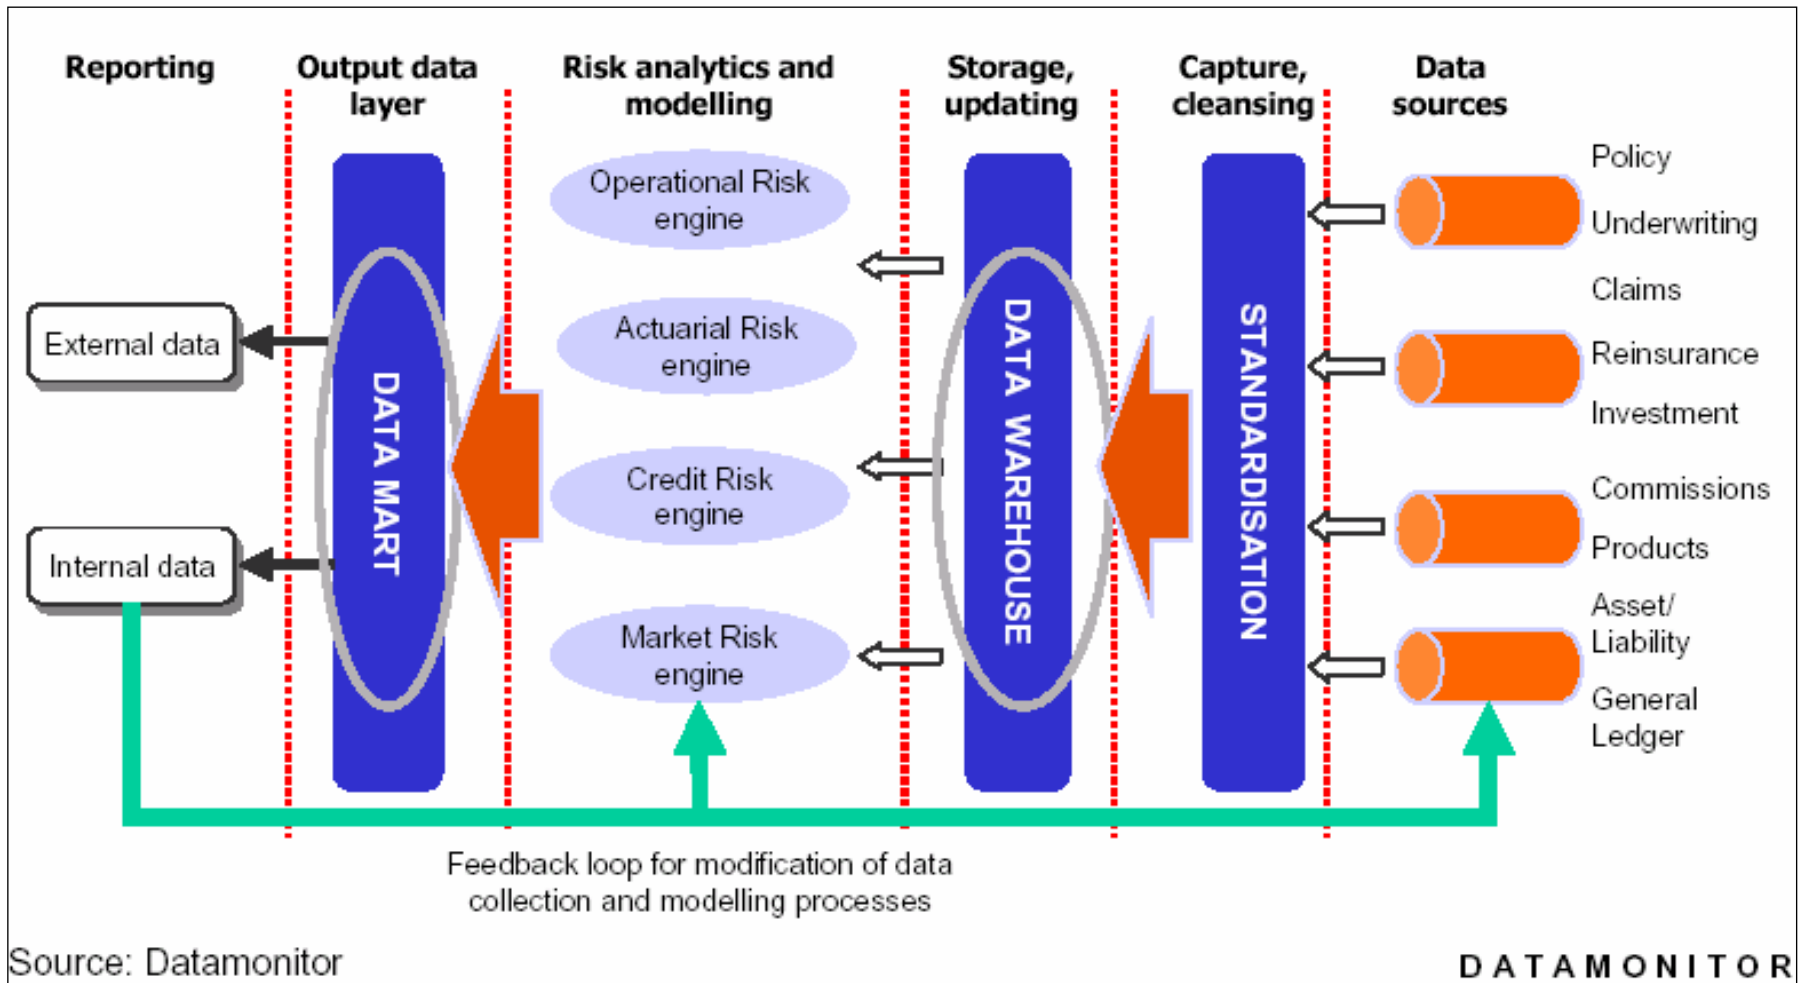 Reporting
Output data
layer
Risk analytics and
modelling
Storage,
updating
Capture,
cleansing
Data
sources
External data
Internal data
DATA MART
Operational Risk
engine
Actuarial Risk
engine
Credit Risk
engine
Market Risk
engine
DATA WAREHOUSE
STANDARDISATION
Policy
Underwriting
Claims
Reinsurance
Investment
Commissions
Products
Asset/
Liability
General
Ledger
Feedback loop for modification of data
collection and modelling processes
Source: Datamonitor
DATAMONITOR